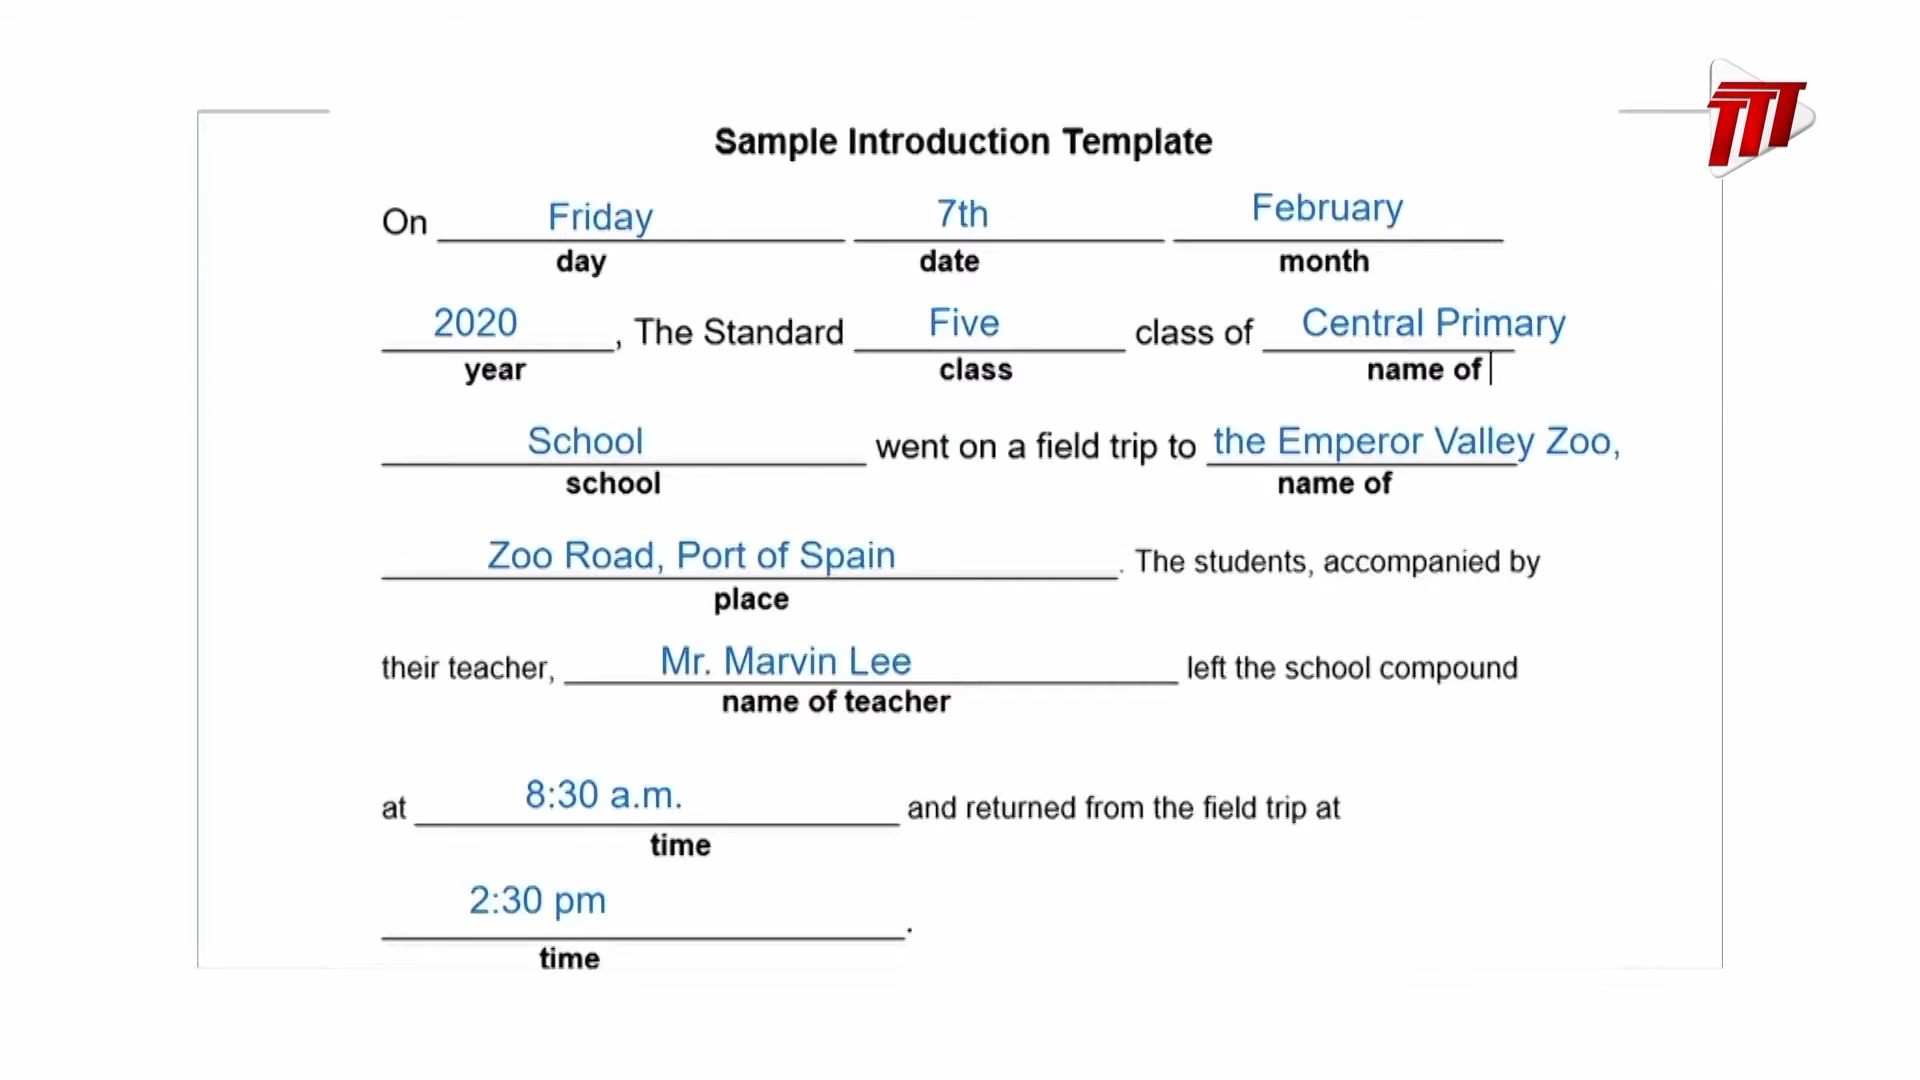 TTT
Sample Introduction Template
On Friday 7th February
day date month
2020, The Standard Five class of Central Primary
year class name of
School went on a field trip to the Emperor Valley Zoo,
school name of
Zoo Road, Port of Spain. The students, accompanied by
place
their teacher, Mr. Marvin Lee left the school compound
name of teacher
at 8:30 a.m. and returned from the field trip at
time
2:30 pm.
time